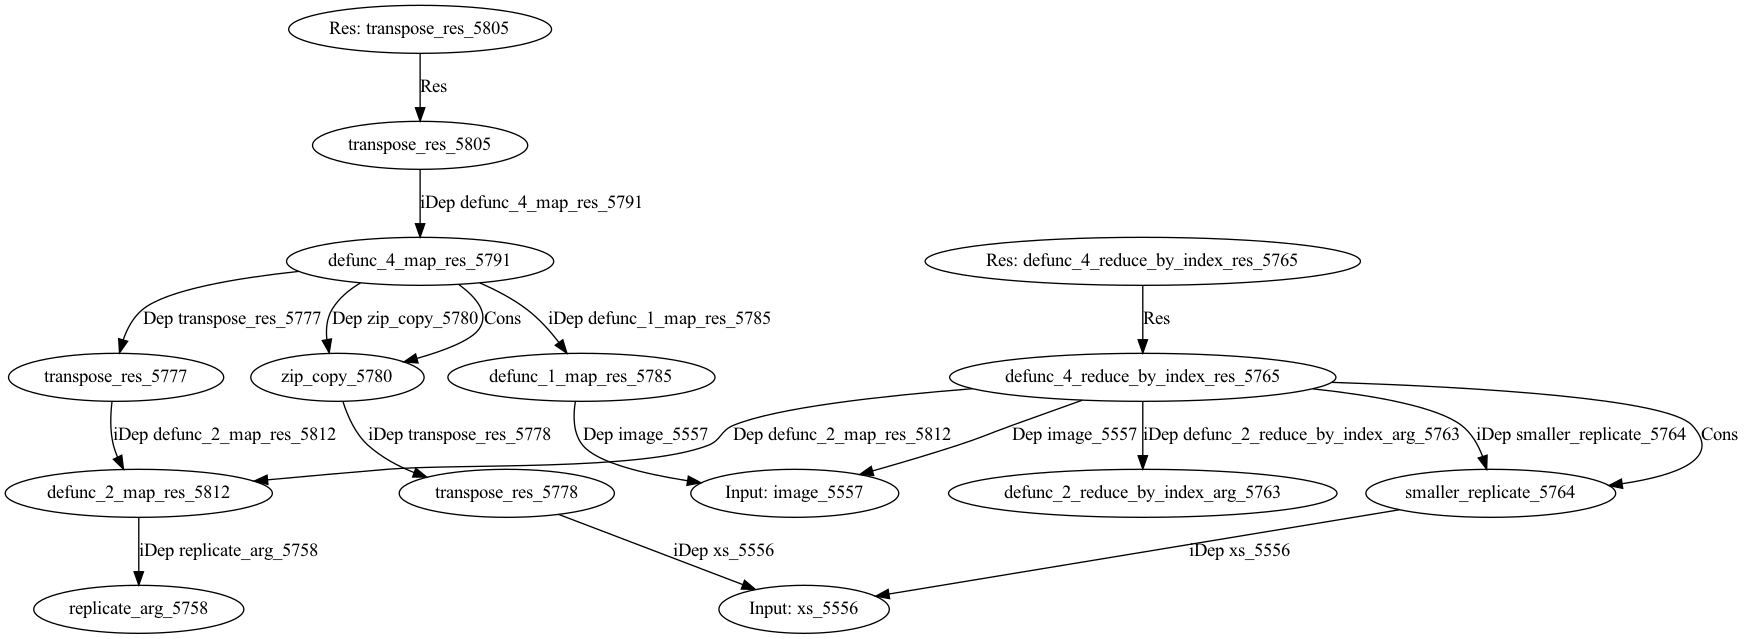 Res: transpose_res_5805
Res
transpose_res_5805
iDep defunc_4_map_res_5791
defunc_4_map_res_5791
Res: defunc_4_reduce_by_index_res_5765
Dep transpose_res_5777
Dep zip_copy_5780
Cons
iDep defunc_1_map_res_5785
Res
transpose_res_5777
zip_copy_5780
defunc_1_map_res_5785
defunc_4_reduce_by_index_res_5765
iDep defunc_2_map_res_5812
iDep transpose_res_5778
Dep image_5557
Dep defunc_2_map_res_5812
Dep image_5557
iDep defunc_2_reduce_by_index_arg_5763
iDep smaller_replicate_5764
Cons
defunc_2_map_res_5812
transpose_res_5778
Input: image_5557
defunc_2_reduce_by_index_arg_5763
smaller_replicate_5764
iDep replicate_arg_5758
iDep xs_5556
iDep xs_5556
replicate_arg_5758
Input: xs_5556